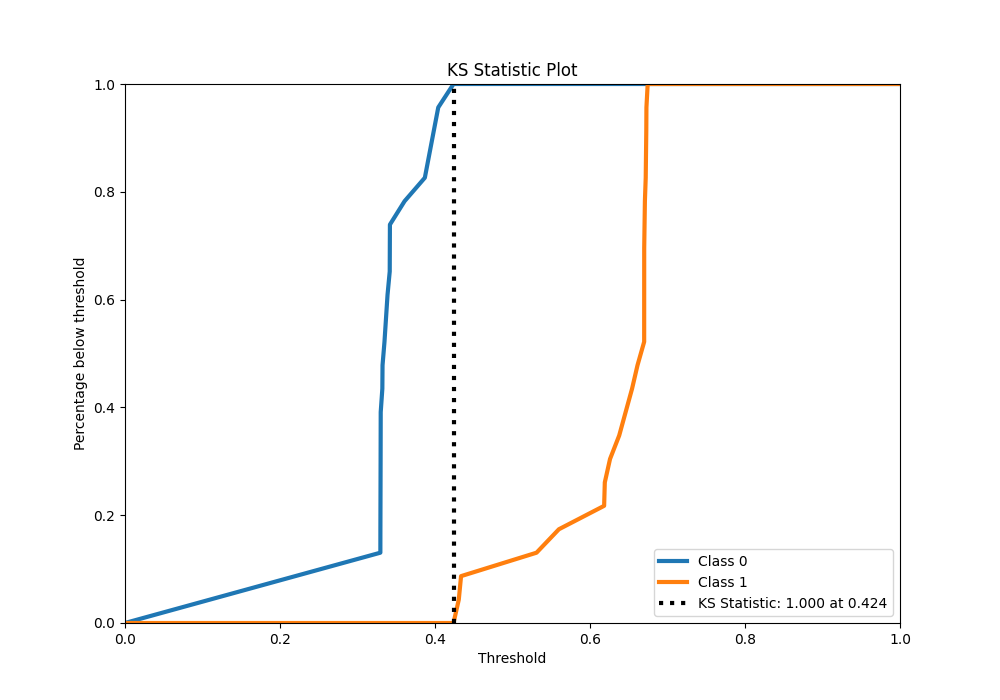 KS Statistic Plot
Percentage below threshold
1.0
0.8
0.6
0.4
0.2
0.0
0.0 0.2 0.4 0.6 0.8 1.0
Threshold
Class 0
Class 1
KS Statistic: 1.000 at 0.424